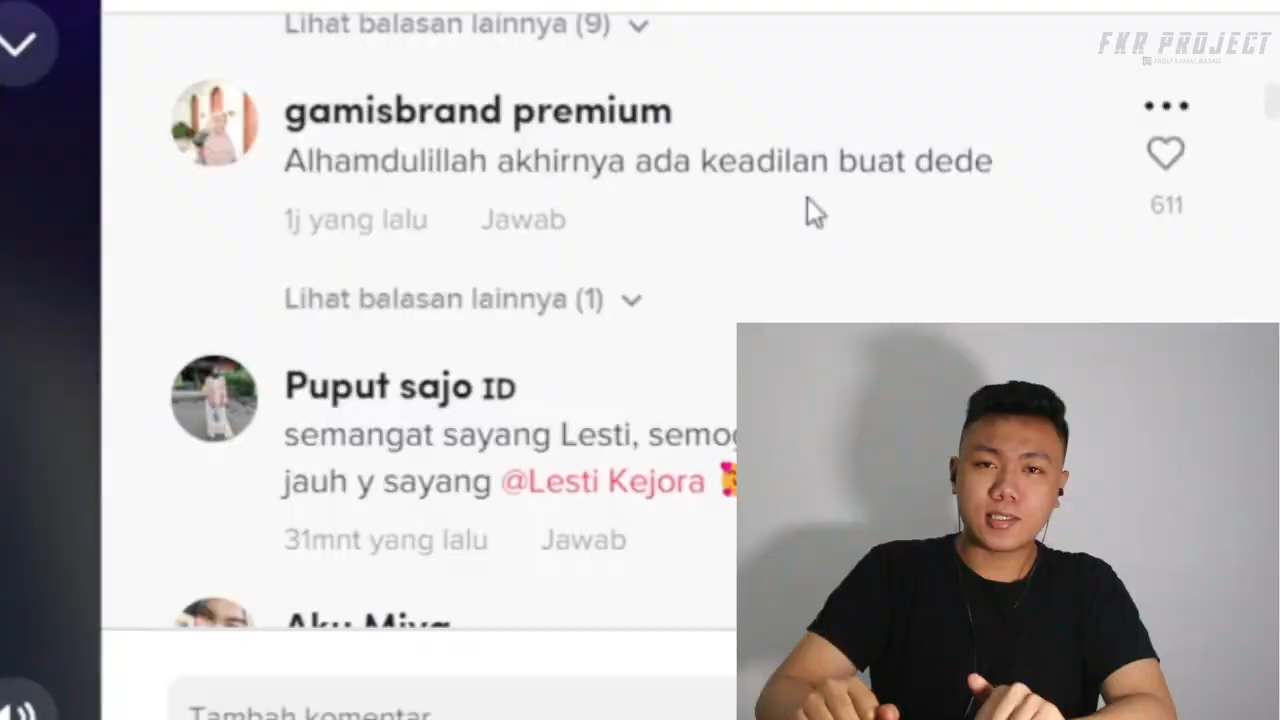 Lihat balasan lainnya (9)
FKR PROJECT
gamisbrand premium
Alhamdulillah akhirnya ada keadilan buat dede
611
1j yang lalu Jawab
Lihat balasan lainnya (1)
Puput sajo ID
semangat sayang Lesti,
jauh y sayang @Lesti Kejora
31mnt yang lalu Jawab
Aku Miya
Tambah komentar